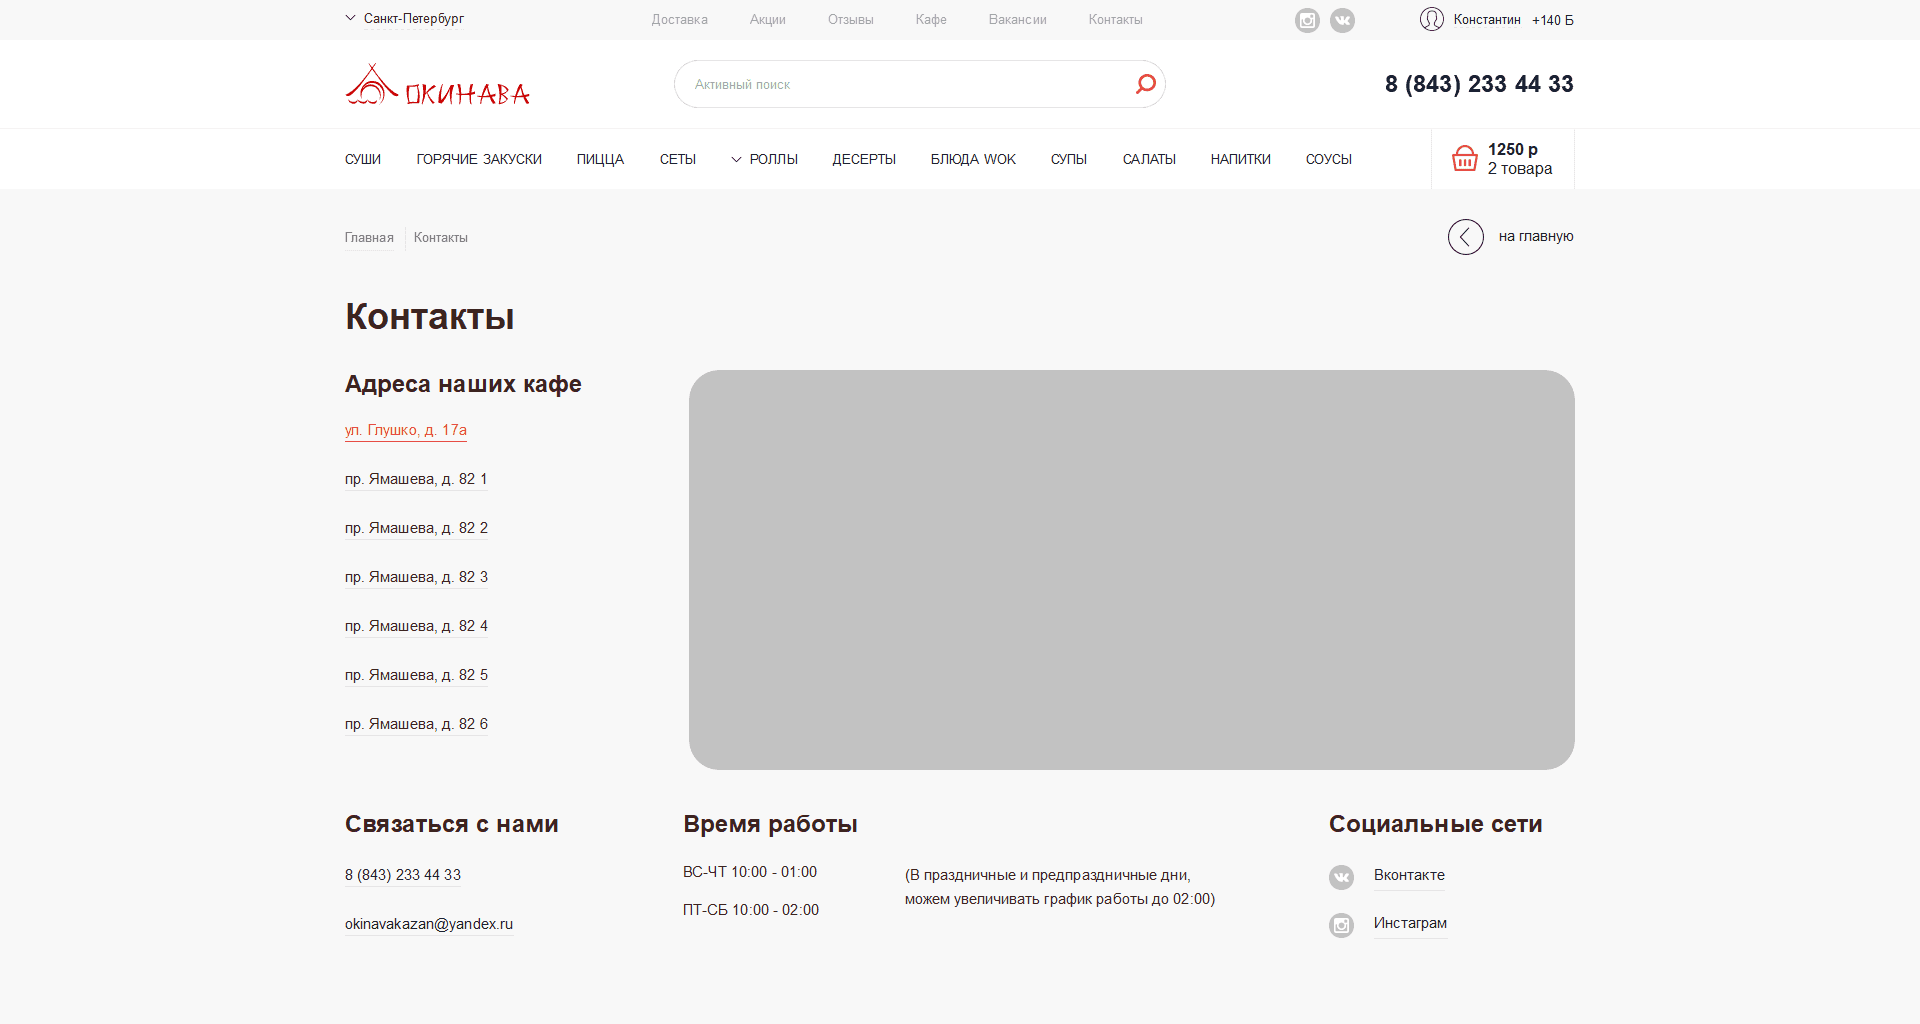 Санкт-Петербург
Доставка
Акции
Отзывы
Кафе
Вакансии
Контакты
Константин
+140 Б
ОКИНАВА
Активный поиск
8 (843) 233 44 33
СУШИ
ГОРЯЧИЕ ЗАКУСКИ
ПИЦЦА
СЕТЫ
РОЛЛЫ
ДЕСЕРТЫ
БЛЮДА WOK
СУПЫ
САЛАТЫ
НАПИТКИ
СОУСЫ
1250 р
2 товара
Главная
Контакты
на главную
Контакты
Адреса наших кафе
ул. Глушко, д. 17а
пр. Ямашева, д. 82 1
пр. Ямашева, д. 82 2
пр. Ямашева, д. 82 3
пр. Ямашева, д. 82 4
пр. Ямашева, д. 82 5
пр. Ямашева, д. 82 6
Связаться с нами
8 (843) 233 44 33
okinavakazan@yandex.ru
Время работы
ВС-ЧТ 10:00 - 01:00
ПТ-СБ 10:00 - 02:00
(В праздничные и предпраздничные дни,
можем увеличивать график работы до 02:00)
Социальные сети
Вконтакте
Инстаграм